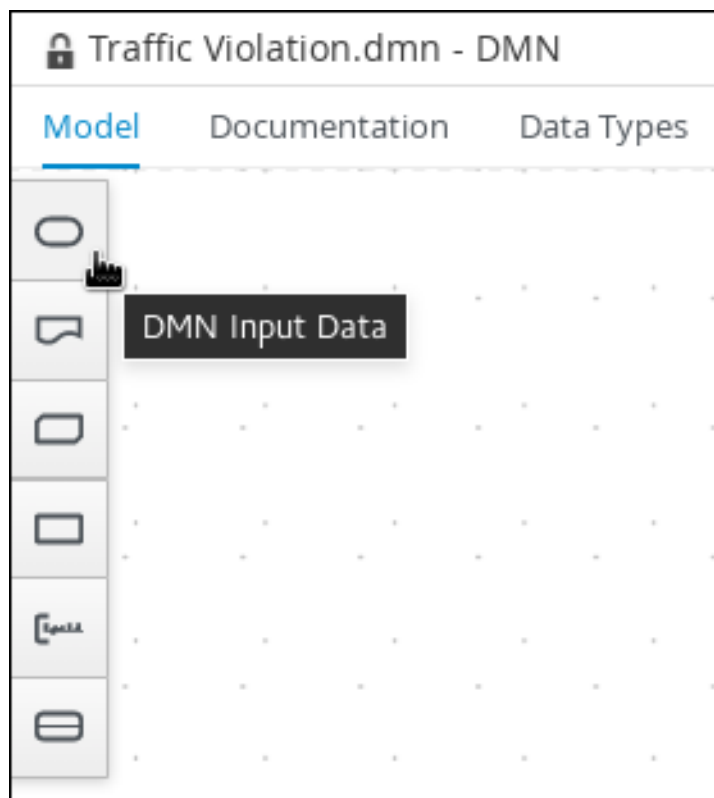 Traffic Violation.dmn - DMN
Model Documentation Data Types
DMN Input Data